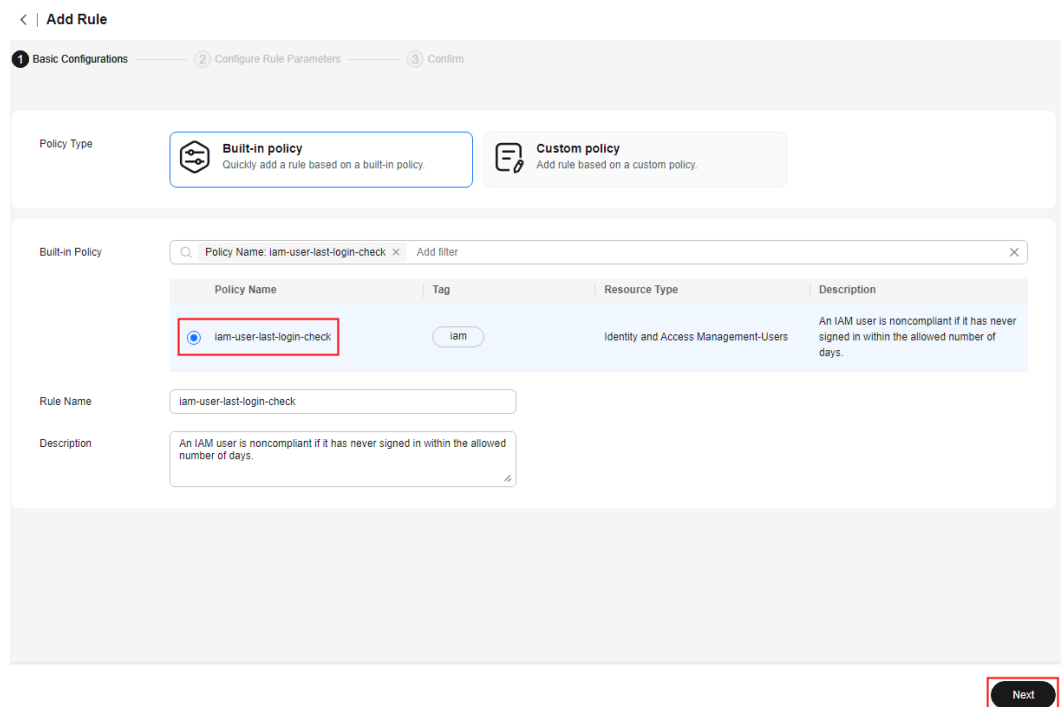 Add Rule
1 Basic Configurations 2 Configure Rule Parameters 3 Confirm
Policy Type
Built-in policy
Quickly add a rule based on a built-in policy.
Custom policy
Add rule based on a custom policy.
Built-in Policy
Policy Name: iam-user-last-login-check × Add filter
Policy Name Tag Resource Type Description
iam-user-last-login-check iam Identity and Access Management-Users
An IAM user is noncompliant if it has never
signed in within the allowed number of
days.
Rule Name
iam-user-last-login-check
Description
An IAM user is noncompliant if it has never signed in within the allowed
number of days.
Next